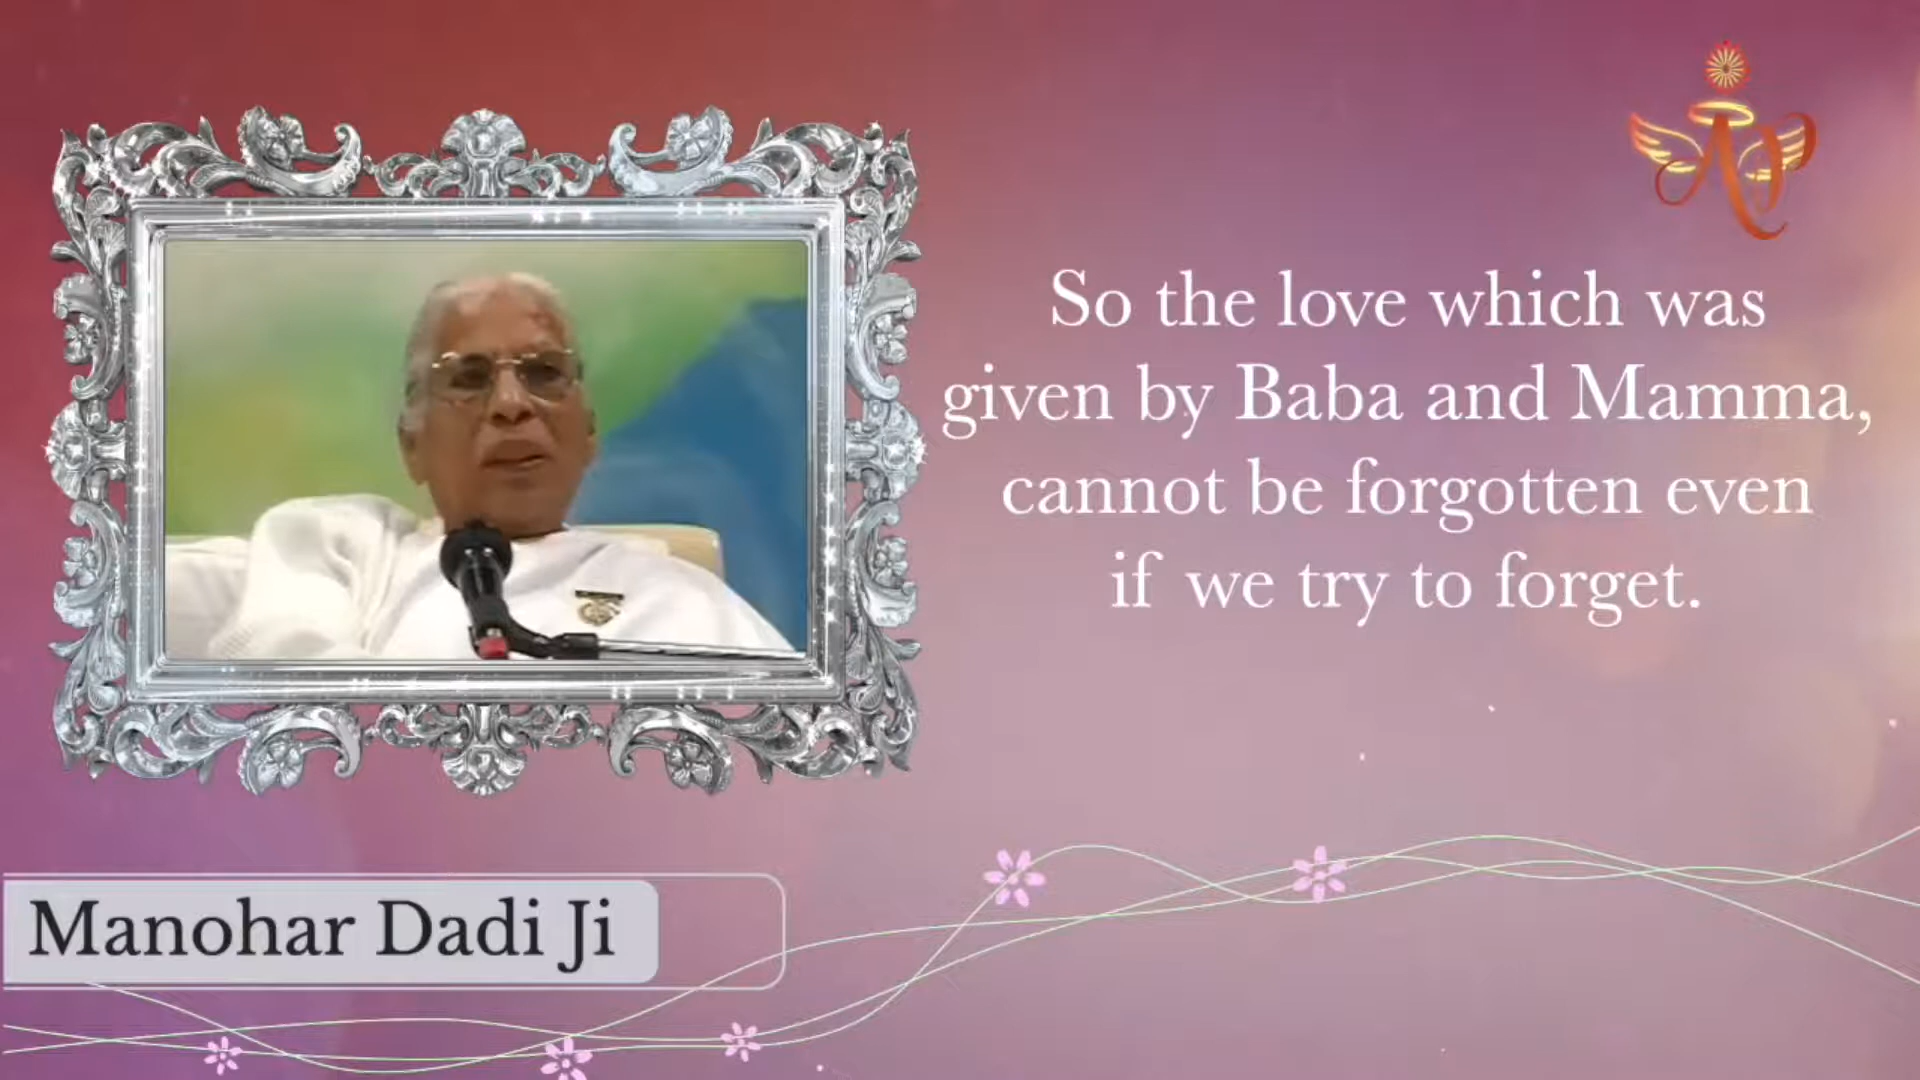 AP
So the love which was
given by Baba and Mamma,
cannot be forgotten even
if we try to forget.
Manohar Dadi Ji